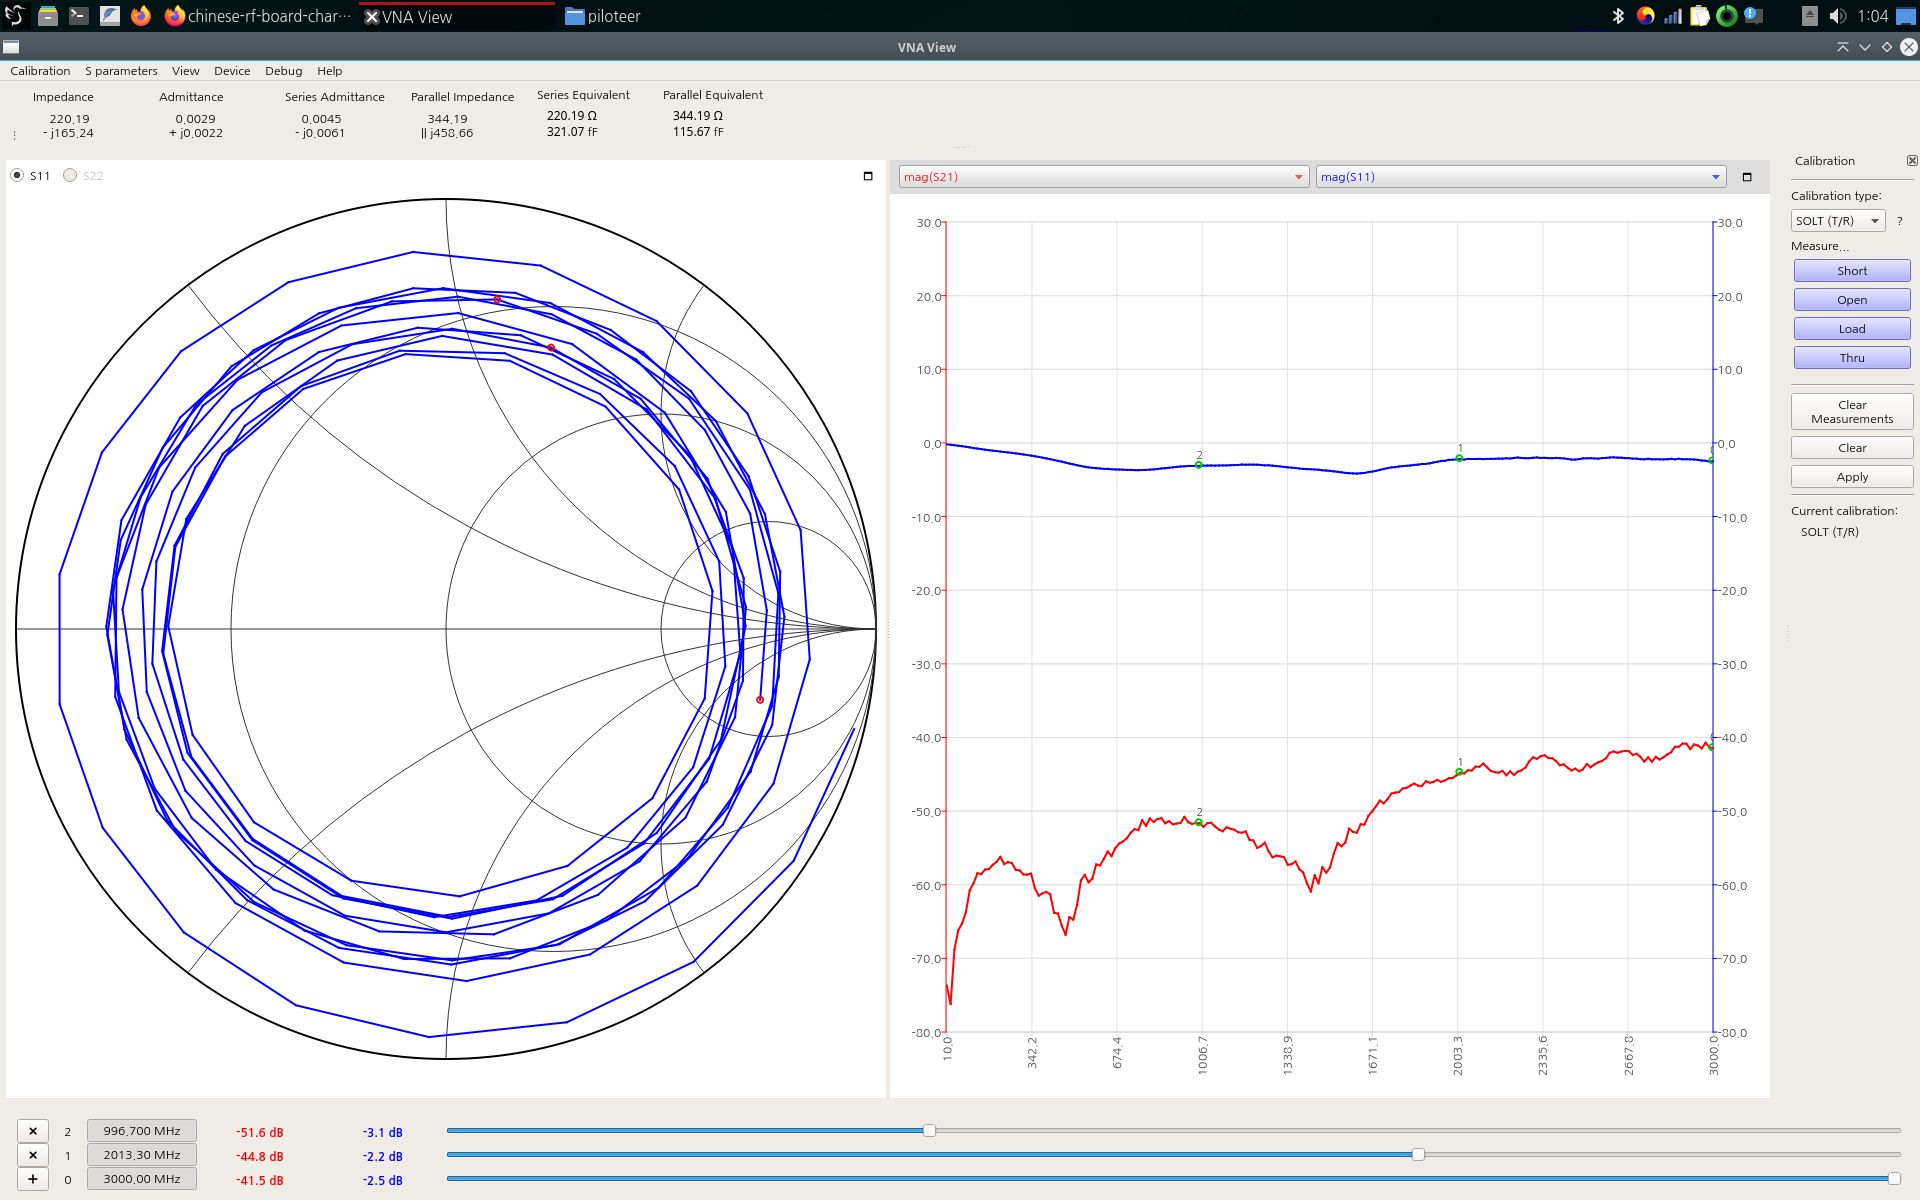 chinese-rf-board-char···
VNA View
piloteer
1:04
VNA View
Calibration S parameters View Device Debug Help
Impedance Admittance Series Admittance Parallel Impedance Series Equivalent Parallel Equivalent
220.19 0.0029 0.0045 344.19 220.19 Ω 344.19 Ω
- j165.24 + j0.0022 - j0.0061 || j458.66 321.07 fF 115.67 fF
S11 S22
mag(S21) mag(S11)
30.0 30.0
20.0 20.0
10.0 10.0
0.0 0.0
-10.0 -10.0
-20.0 -20.0
-30.0 -30.0
-40.0 -40.0
-50.0 -50.0
-60.0 -60.0
-70.0 -70.0
-80.0 -80.0
2 1
2 1
10.0 342.2 674.4 1006.7 1338.9 1671.1 2003.3 2335.6 2667.8 3000.0
Calibration
Calibration type:
SOLT (T/R) ?
Measure...
Short
Open
Load
Thru
Clear
Measurements
Clear
Apply
Current calibration:
SOLT (T/R)
× 2 996.700 MHz -51.6 dB -3.1 dB
× 1 2013.30 MHz -44.8 dB -2.2 dB
+ 0 3000.00 MHz -41.5 dB -2.5 dB